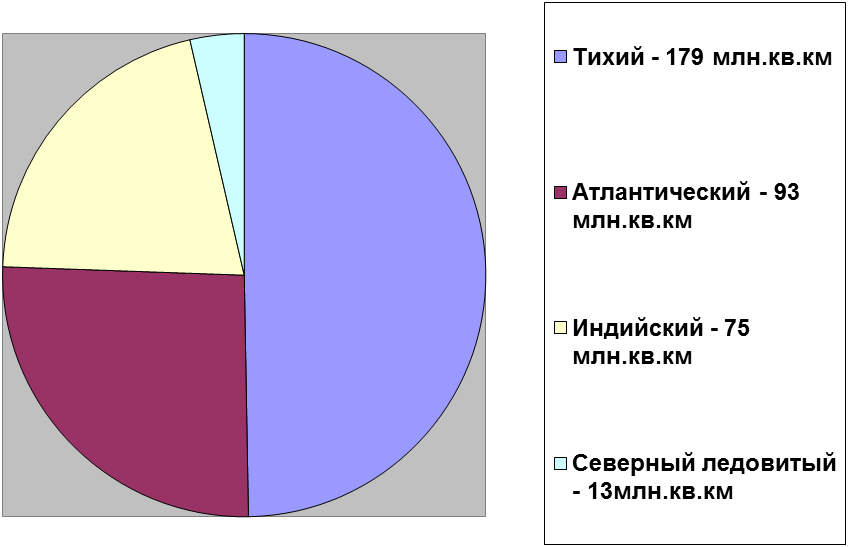 Тихий - 179 млн.кв.км
Атлантический - 93
млн.кв.км
Индийский - 75
млн.кв.км
Северный ледовитый
- 13млн.кв.км